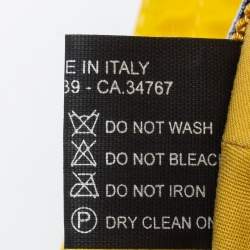 E IN ITALY
39 - CA.34767
DO NOT WASH
DO NOT BLEAC
DO NOT IRON
P DRY CLEAN ON